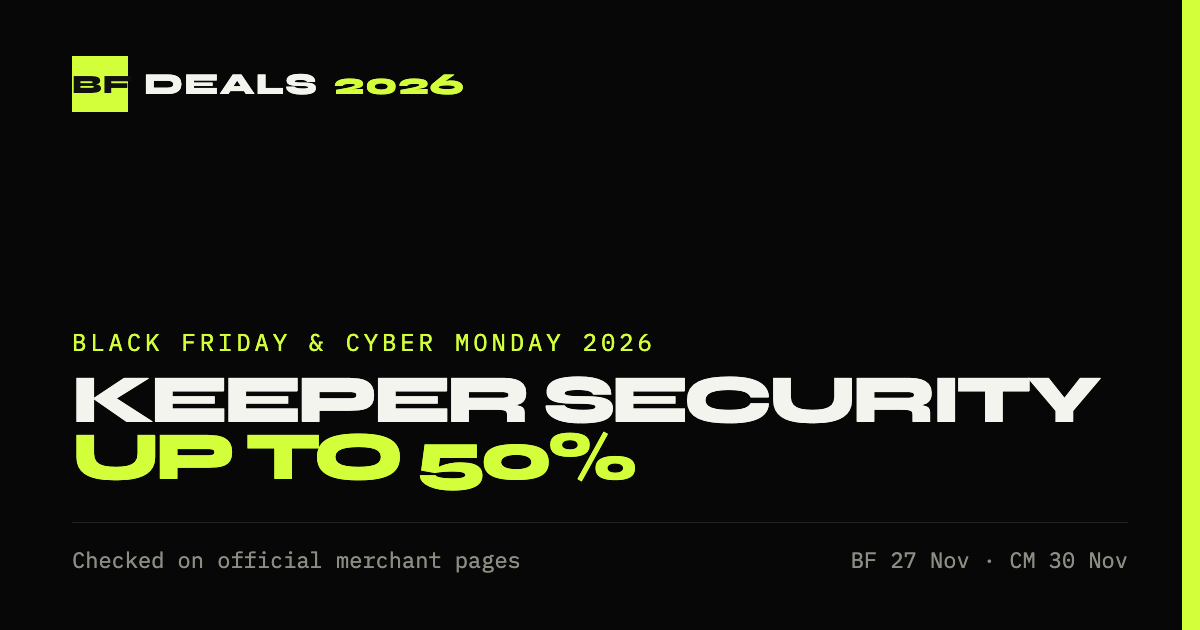 BF DEALS 2026
BLACK FRIDAY & CYBER MONDAY 2026
KEEPER SECURITY
UP TO 50%
Checked on official merchant pages
BF 27 Nov · CM 30 Nov